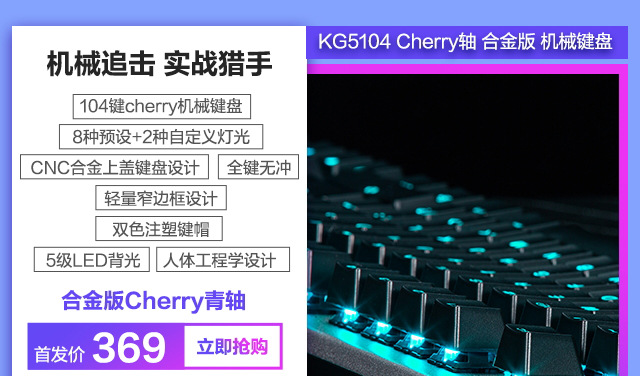 KG5104 Cherry轴 合金版 机械键盘
机械追击 实战猎手
104键cherry机械键盘
8种预设+2种自定义灯光
CNC合金上盖键盘设计 全键无冲
轻量窄边框设计
双色注塑键帽
5级LED背光 人体工程学设计
合金版Cherry青轴
首发价 369 立即抢购